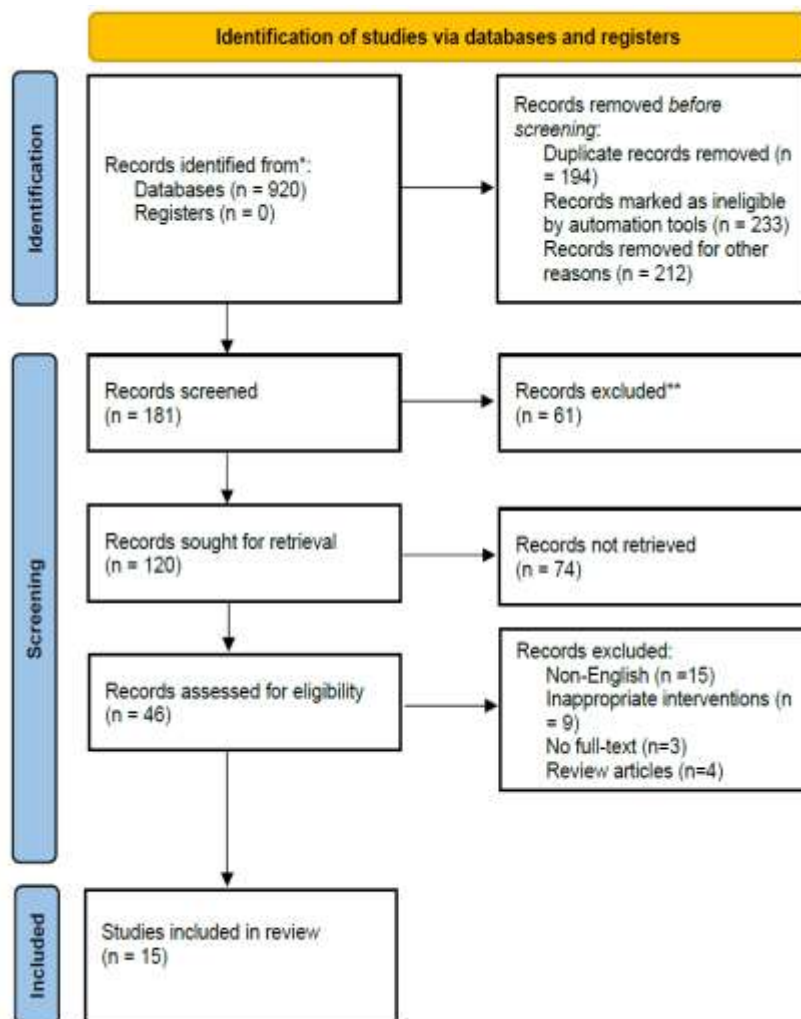 Identification of studies via databases and registers
Identification
Records identified from*:
Databases (n = 920)
Registers (n = 0)
Records removed before
screening:
Duplicate records removed (n
= 194)
Records marked as ineligible
by automation tools (n = 233)
Records removed for other
reasons (n = 212)
Screening
Records screened
(n = 181)
Records excluded**
(n = 61)
Records sought for retrieval
(n = 120)
Records not retrieved
(n = 74)
Records assessed for eligibility
(n = 46)
Records excluded:
Non-English (n =15)
Inappropriate interventions (n
= 9)
No full-text (n=3)
Review articles (n=4)
Included
Studies included in review
(n = 15)